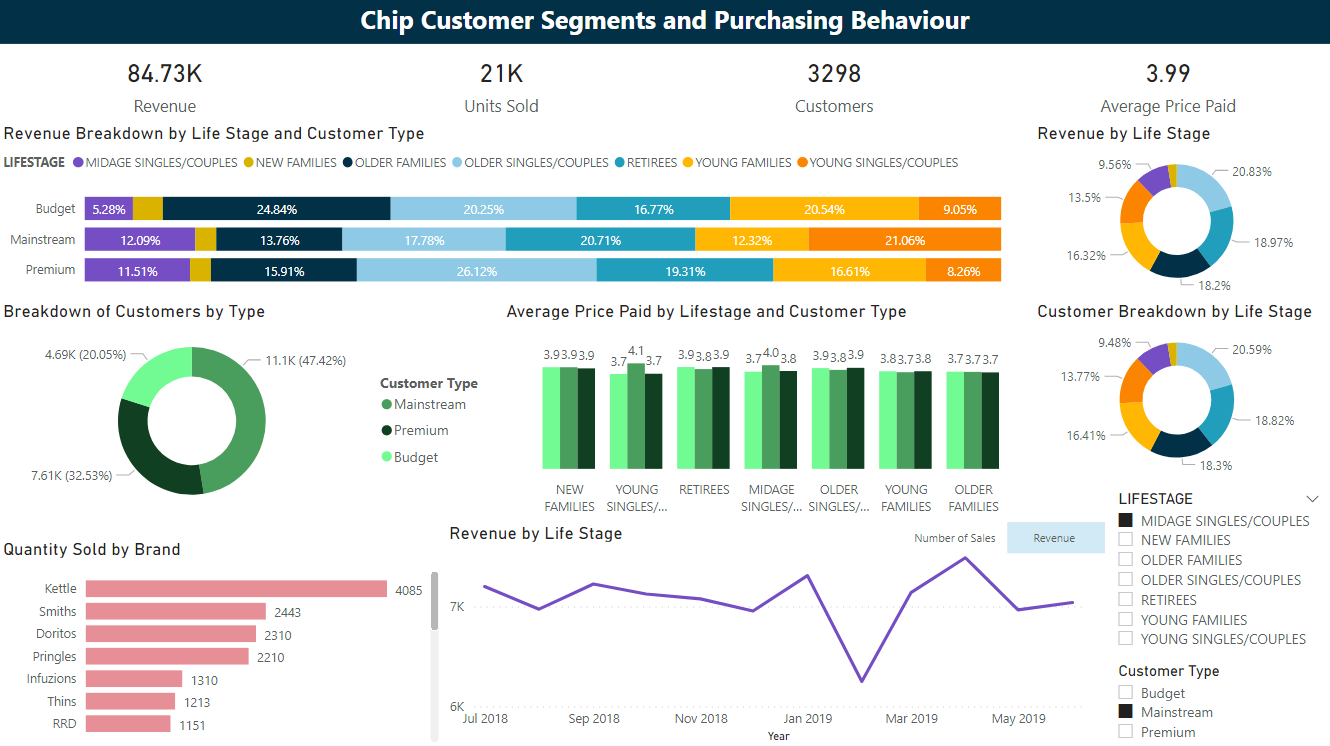 Chip Customer Segments and Purchasing Behaviour
84.73K
Revenue
21K
Units Sold
3298
Customers
3.99
Average Price Paid
Revenue Breakdown by Life Stage and Customer Type
LIFESTAGE MIDAGE SINGLES/COUPLES NEW FAMILIES OLDER FAMILIES OLDER SINGLES/COUPLES RETIREES YOUNG FAMILIES YOUNG SINGLES/COUPLES
Budget 5.28% 24.84% 20.25% 16.77% 20.54% 9.05%
Mainstream 12.09% 13.76% 17.78% 20.71% 12.32% 21.06%
Premium 11.51% 15.91% 26.12% 19.31% 16.61% 8.26%
Revenue by Life Stage
9.56%
20.83%
13.5%
18.97%
16.32%
18.2%
Breakdown of Customers by Type
4.69K (20.05%)
11.1K (47.42%)
7.61K (32.53%)
Customer Type
Mainstream
Premium
Budget
Average Price Paid by Lifestage and Customer Type
3.9 3.9 3.9
3.7 4.1 3.7
3.9 3.8 3.9
3.7 4.0 3.8
3.9 3.8 3.9
3.8 3.7 3.8
3.7 3.7 3.7
NEW
FAMILIES
YOUNG
SINGLES/...
RETIREES
MIDAGE
SINGLES/...
OLDER
SINGLES/...
YOUNG
FAMILIES
OLDER
FAMILIES
Customer Breakdown by Life Stage
9.48%
20.59%
13.77%
18.82%
16.41%
18.3%
Quantity Sold by Brand
Kettle 4085
Smiths 2443
Doritos 2310
Pringles 2210
Infuzions 1310
Thins 1213
RRD 1151
Revenue by Life Stage
Number of Sales
Revenue
7K
6K
Jul 2018 Sep 2018 Nov 2018 Jan 2019 Mar 2019 May 2019
Year
LIFESTAGE
MIDAGE SINGLES/COUPLES
NEW FAMILIES
OLDER FAMILIES
OLDER SINGLES/COUPLES
RETIREES
YOUNG FAMILIES
YOUNG SINGLES/COUPLES
Customer Type
Budget
Mainstream
Premium